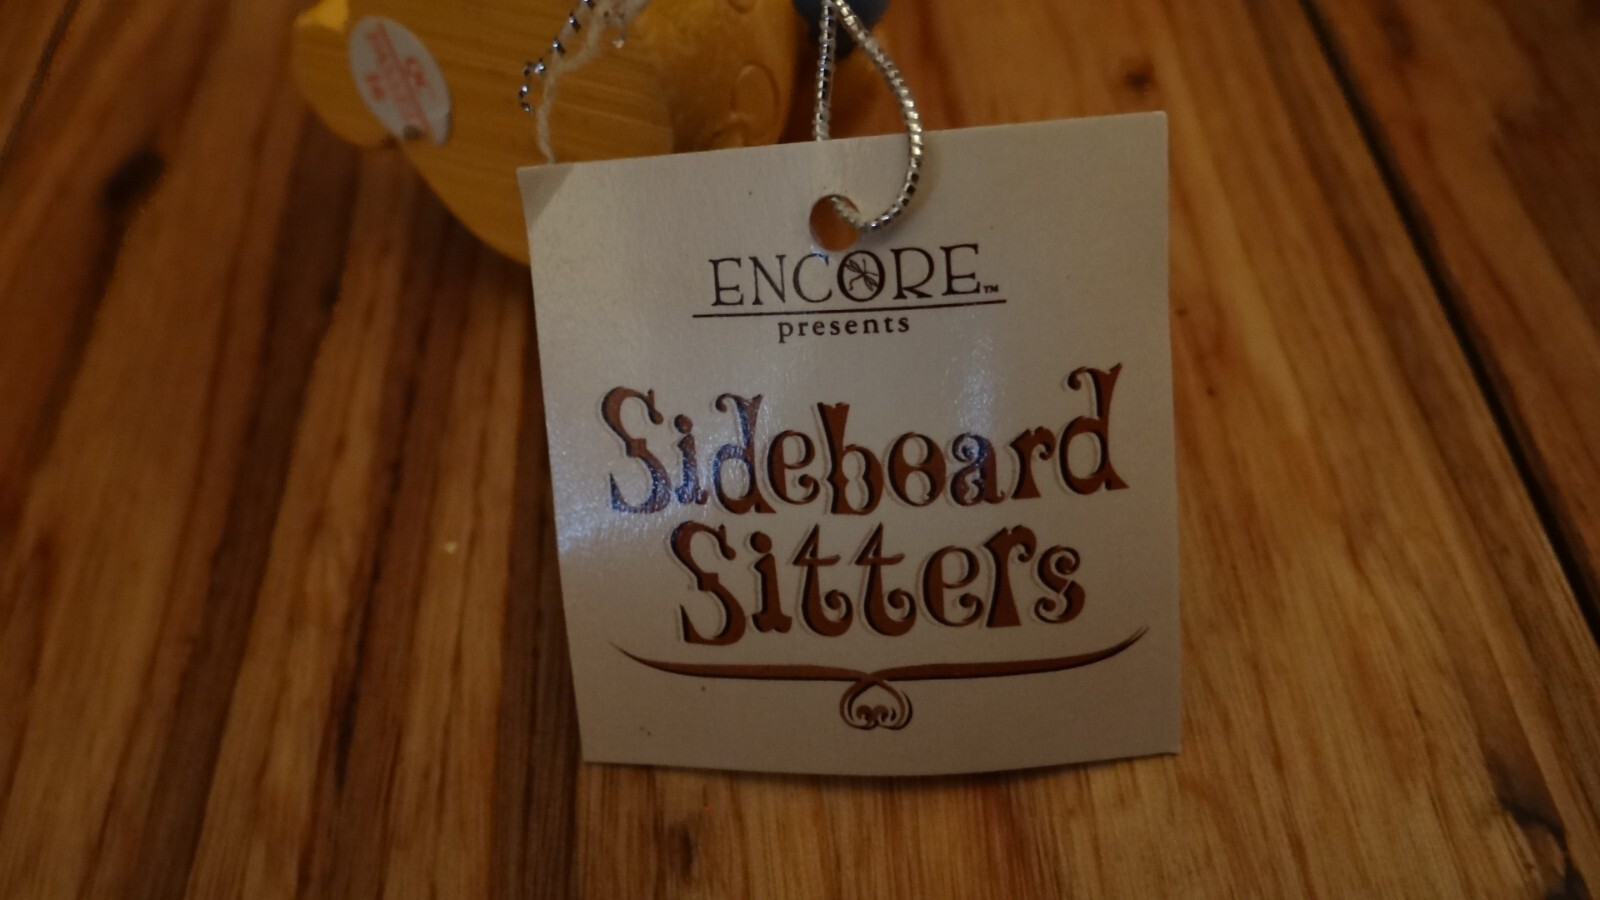 ENCORE™
presents
Sideboard
Sitters